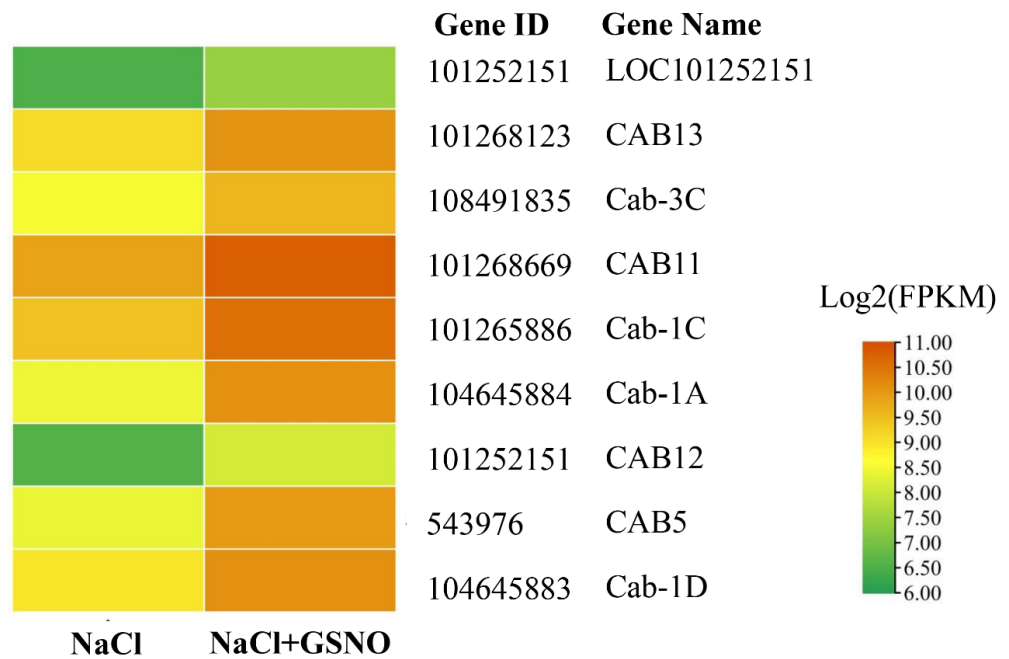 Gene ID Gene Name
101252151 LOC101252151
101268123 CAB13
108491835 Cab-3C
101268669 CAB11
101265886 Cab-1C
104645884 Cab-1A
101252151 CAB12
543976 CAB5
104645883 Cab-1D
Log2(FPKM)
11.00
10.50
10.00
9.50
9.00
8.50
8.00
7.50
7.00
6.50
6.00
NaCl NaCl+GSNO